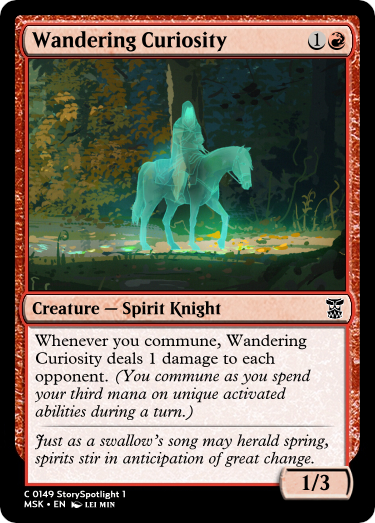 Wandering Curiosity 1
Creature — Spirit Knight
Whenever you commune, Wandering
Curiosity deals 1 damage to each
opponent. (You commune as you spend
your third mana on unique activated
abilities during a turn.)
Just as a swallow's song may herald spring,
spirits stir in anticipation of great change.
1/3
C 0149 StorySpotlight 1
MSK • EN LEI MIN